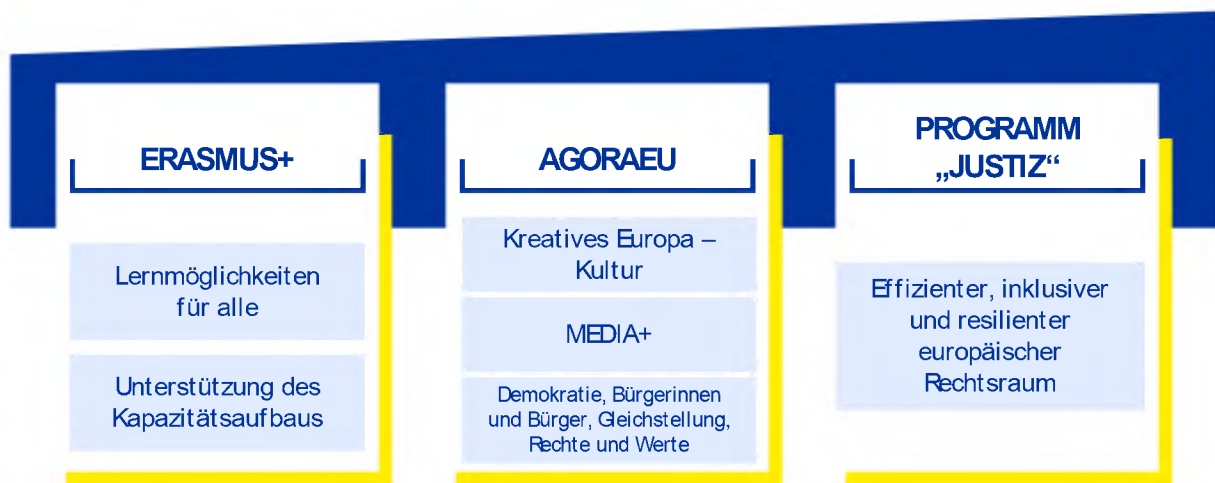 ERASMUS+
Lernmöglichkeiten
für alle
Unterstützung des
Kapazitätsaufbaus
AGORAEU
Kreatives Europa –
Kultur
MEDIA+
Demokratie, Bürgerinnen
und Bürger, Gleichstellung,
Rechte und Werte
PROGRAMM
„JUSTIZ“
Effizienter, inklusiver
und resilienter
europäischer
Rechtsraum